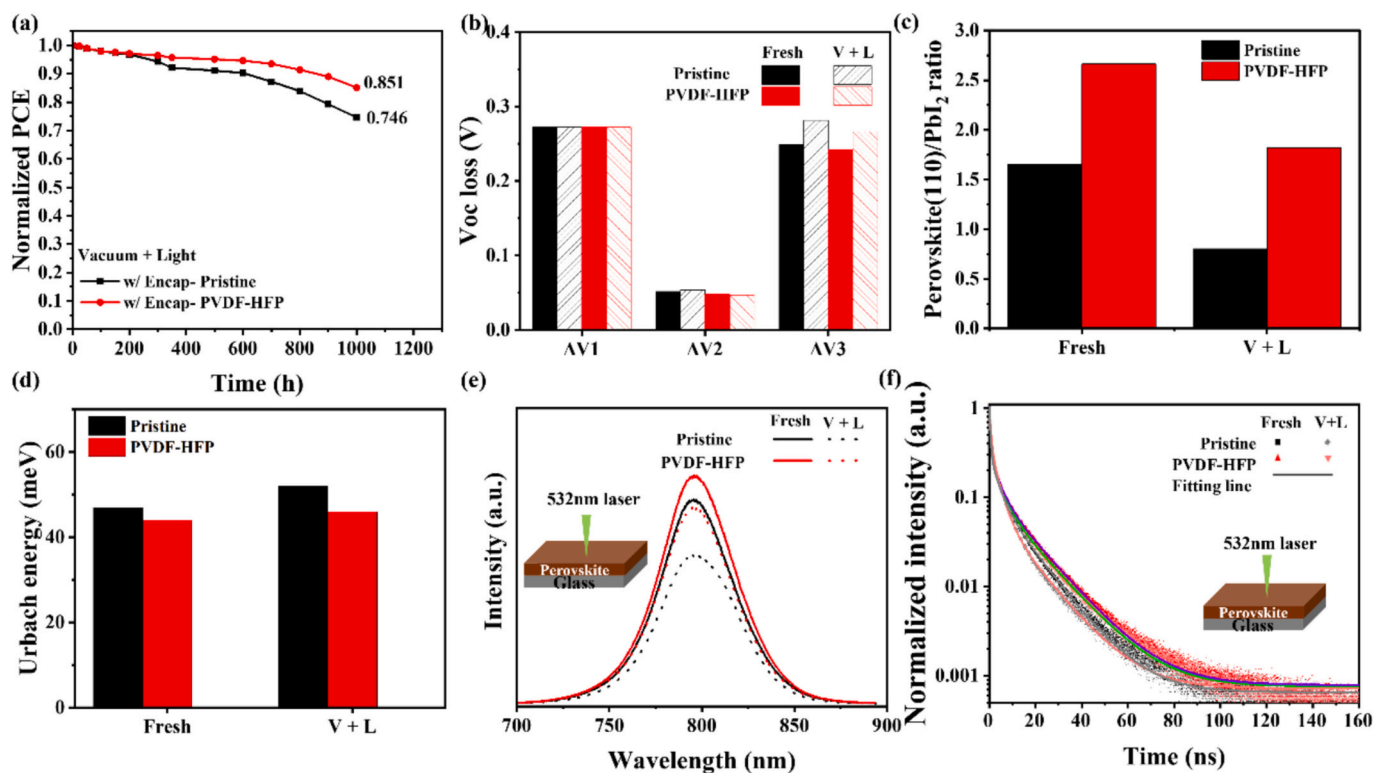 (a)
Normalized PCE
1.0
0.9
0.8
0.7
0.6
0.5
0.4
0.3
0.2
0.1
0.0
0.851
0.746
Vacuum + Light
w/ Encap- Pristine
w/ Encap- PVDF-HFP
0 200 400 600 800 1000 1200
Time (h)
(b)
Voc loss (V)
0.4
0.3
0.2
0.1
0.0
Fresh V + L
Pristine
PVDF-HFP
ΔV1 ΔV2 ΔV3
(c)
Perovskite(110)/PbI2 ratio
3.0
2.5
2.0
1.5
1.0
0.5
0.0
Pristine
PVDF-HFP
Fresh V + L
(d)
Urbach energy (meV)
60
40
20
0
Pristine
PVDF-HFP
Fresh V + L
(e)
Intensity (a.u.)
Fresh V + L
Pristine
PVDF-HFP
532nm laser
Perovskite
Glass
700 750 800 850 900
Wavelength (nm)
(f)
Normalized intensity (a.u.)
1
0.1
0.01
0.001
Fresh V+L
Pristine
PVDF-HFP
Fitting line
532nm laser
Perovskite
Glass
0 20 40 60 80 100 120 140 160
Time (ns)